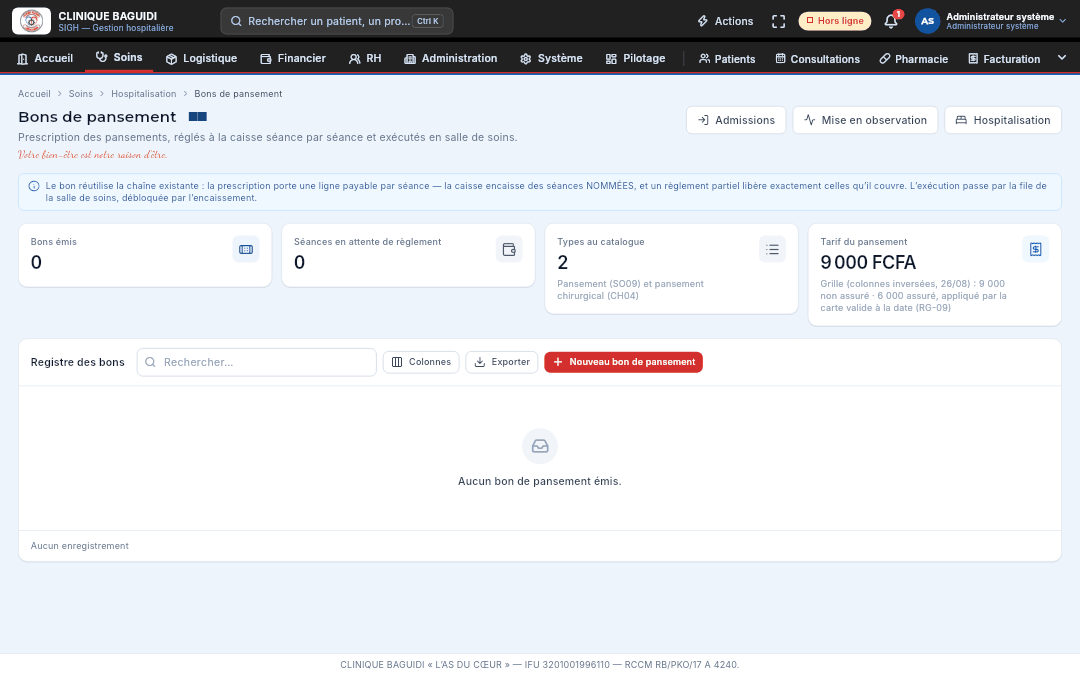 CLINIQUE BAGUIDI
SIGH — Gestion hospitalière
Rechercher un patient, un pro... Ctrl K
Actions
Hors ligne
1
AS
Administrateur système
Administrateur système
Accueil Soins Logistique Financier RH Administration Système Pilotage Patients Consultations Pharmacie Facturation
Accueil > Soins > Hospitalisation > Bons de pansement
Bons de pansement
Prescription des pansements, réglés à la caisse séance par séance et exécutés en salle de soins.
Votre bien-être est notre raison d'être.
Admissions
Mise en observation
Hospitalisation
Le bon réutilise la chaîne existante : la prescription porte une ligne payable par séance — la caisse encaisse des séances NOMMÉES, et un règlement partiel libère exactement celles qu'il couvre. L'exécution passe par la file de
la salle de soins, débloquée par l'encaissement.
Bons émis
0
Séances en attente de règlement
0
Types au catalogue
2
Pansement (SO09) et pansement
chirurgical (CH04)
Tarif du pansement
9 000 FCFA
Grille (colonnes inversées, 26/08) : 9 000
non assuré · 6 000 assuré, appliqué par la
carte valide à la date (RG-09)
Registre des bons
Rechercher...
Colonnes
Exporter
Nouveau bon de pansement
Aucun bon de pansement émis.
Aucun enregistrement
CLINIQUE BAGUIDI « L'AS DU CŒUR » — IFU 3201001996110 — RCCM RB/PKO/17 A 4240.